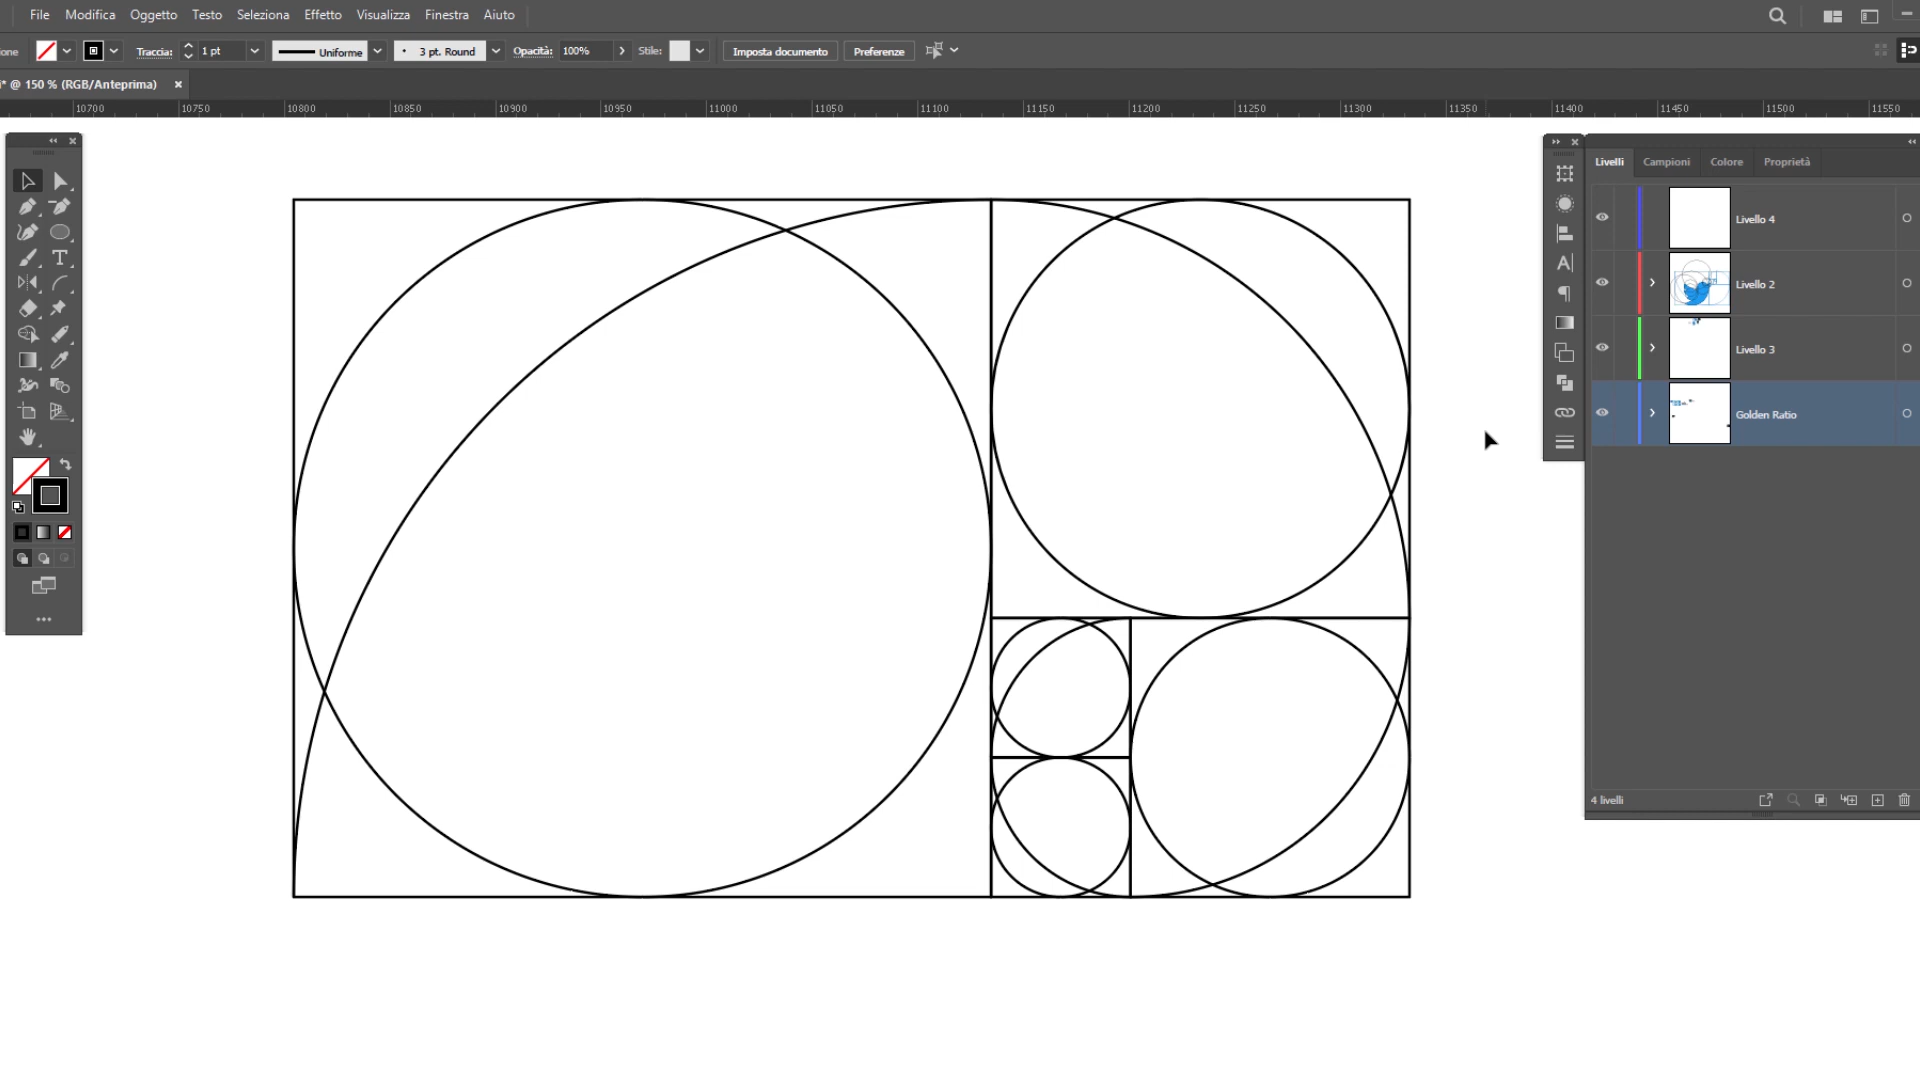 File Modifica Oggetto Testo Seleziona Effetto Visualizza Finestra Aiuto
one Traccia: 1 pt Uniforme 3 pt. Round Opacità: 100% Stile: Imposta documento Preferenze
i* @ 150 % (RGB/Anteprima)
10700 10750 10800 10850 10900 10950 11000 11050 11100 11150 11200 11250 11300 11350 11400 11450 11500 11550
Livelli Campioni Colore Proprietà
Livello 4
Livello 2
Livello 3
Golden Ratio
4 livelli